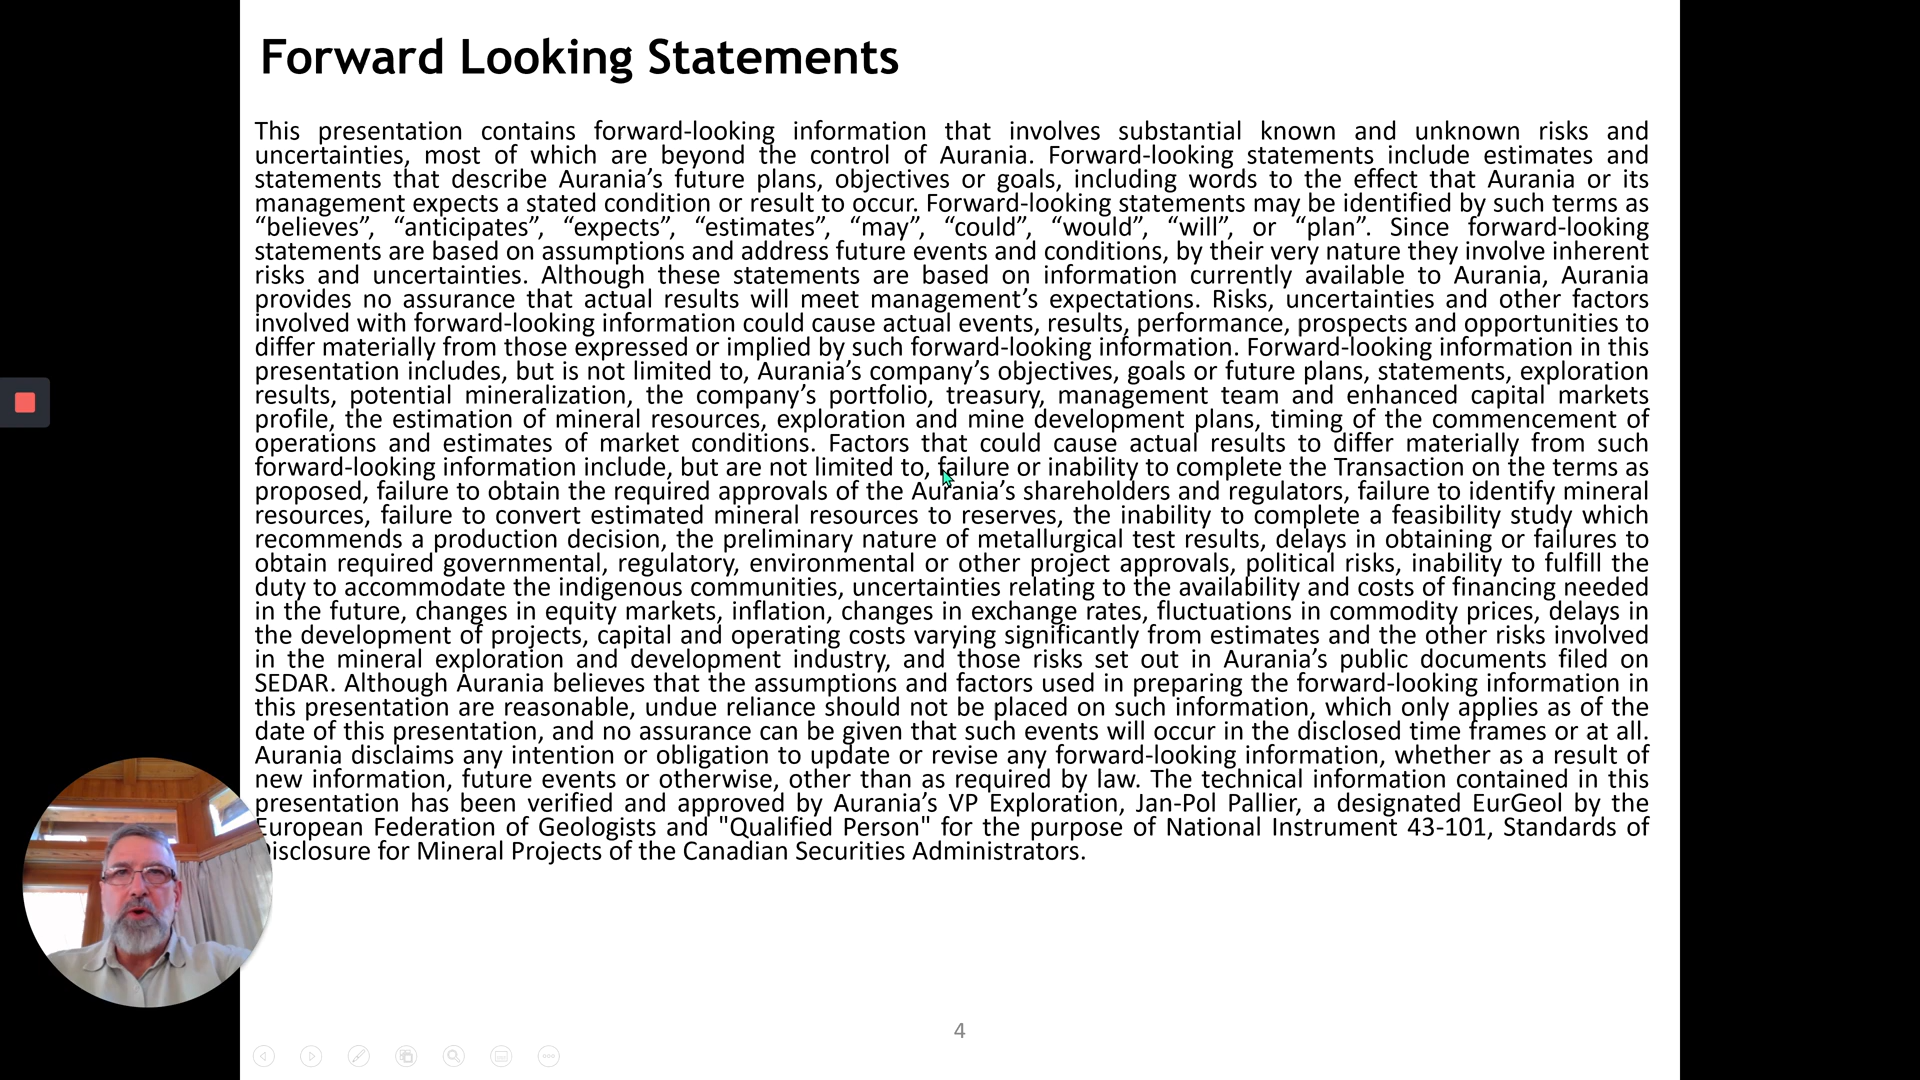 Forward Looking Statements
This presentation contains forward-looking information that involves substantial known and unknown risks and
uncertainties, most of which are beyond the control of Aurania. Forward-looking statements include estimates and
statements that describe Aurania’s future plans, objectives or goals, including words to the effect that Aurania or its
management expects a stated condition or result to occur. Forward-looking statements may be identified by such terms as
“believes”, “anticipates”, “expects”, “estimates”, “may”, “could”, “would”, “will”, or “plan”. Since forward-looking
statements are based on assumptions and address future events and conditions, by their very nature they involve inherent
risks and uncertainties. Although these statements are based on information currently available to Aurania, Aurania
provides no assurance that actual results will meet management’s expectations. Risks, uncertainties and other factors
involved with forward-looking information could cause actual events, results, performance, prospects and opportunities to
differ materially from those expressed or implied by such forward-looking information. Forward-looking information in this
presentation includes, but is not limited to, Aurania’s company’s objectives, goals or future plans, statements, exploration
results, potential mineralization, the company’s portfolio, treasury, management team and enhanced capital markets
profile, the estimation of mineral resources, exploration and mine development plans, timing of the commencement of
operations and estimates of market conditions. Factors that could cause actual results to differ materially from such
forward-looking information include, but are not limited to, failure or inability to complete the Transaction on the terms as
proposed, failure to obtain the required approvals of the Aurania’s shareholders and regulators, failure to identify mineral
resources, failure to convert estimated mineral resources to reserves, the inability to complete a feasibility study which
recommends a production decision, the preliminary nature of metallurgical test results, delays in obtaining or failures to
obtain required governmental, regulatory, environmental or other project approvals, political risks, inability to fulfill the
duty to accommodate the indigenous communities, uncertainties relating to the availability and costs of financing needed
in the future, changes in equity markets, inflation, changes in exchange rates, fluctuations in commodity prices, delays in
the development of projects, capital and operating costs varying significantly from estimates and the other risks involved
in the mineral exploration and development industry, and those risks set out in Aurania’s public documents filed on
SEDAR. Although Aurania believes that the assumptions and factors used in preparing the forward-looking information in
this presentation are reasonable, undue reliance should not be placed on such information, which only applies as of the
date of this presentation, and no assurance can be given that such events will occur in the disclosed time frames or at all.
Aurania disclaims any intention or obligation to update or revise any forward-looking information, whether as a result of
new information, future events or otherwise, other than as required by law. The technical information contained in this
presentation has been verified and approved by Aurania’s VP Exploration, Jan-Pol Pallier, a designated EurGeol by the
European Federation of Geologists and "Qualified Person" for the purpose of National Instrument 43-101, Standards of
Disclosure for Mineral Projects of the Canadian Securities Administrators.
4